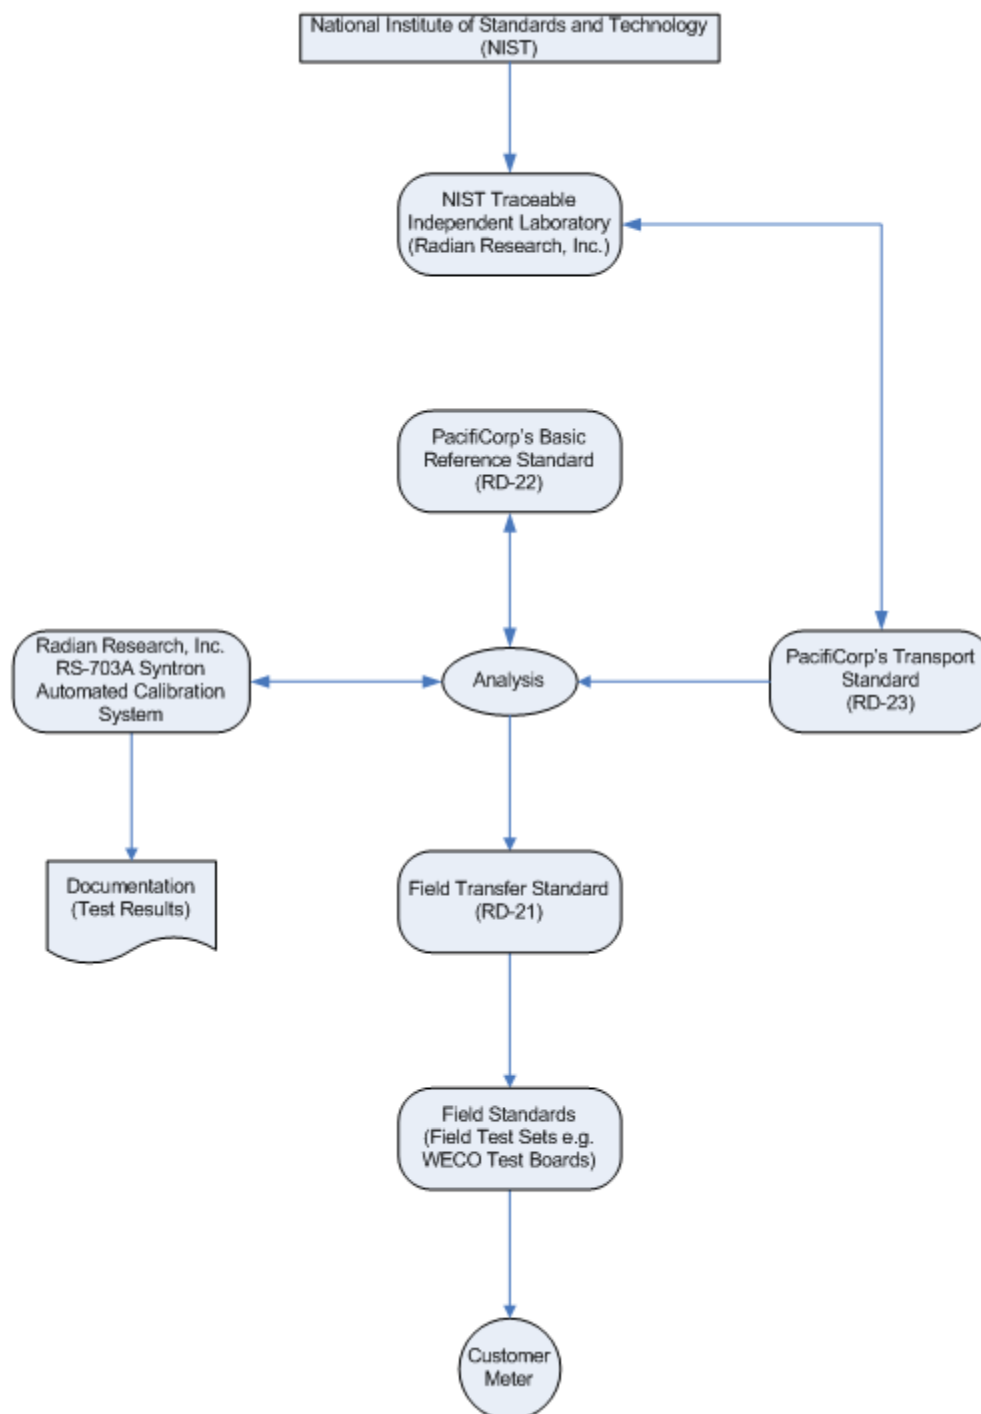 National Institute of Standards and Technology
(NIST)
NIST Traceable
Independent Laboratory
(Radian Research, Inc.)
PacifiCorp's Basic
Reference Standard
(RD-22)
Radian Research, Inc.
RS-703A Syntron
Automated Calibration
System
Analysis
PacifiCorp's Transport
Standard
(RD-23)
Documentation
(Test Results)
Field Transfer Standard
(RD-21)
Field Standards
(Field Test Sets e.g.
WECO Test Boards)
Customer
Meter